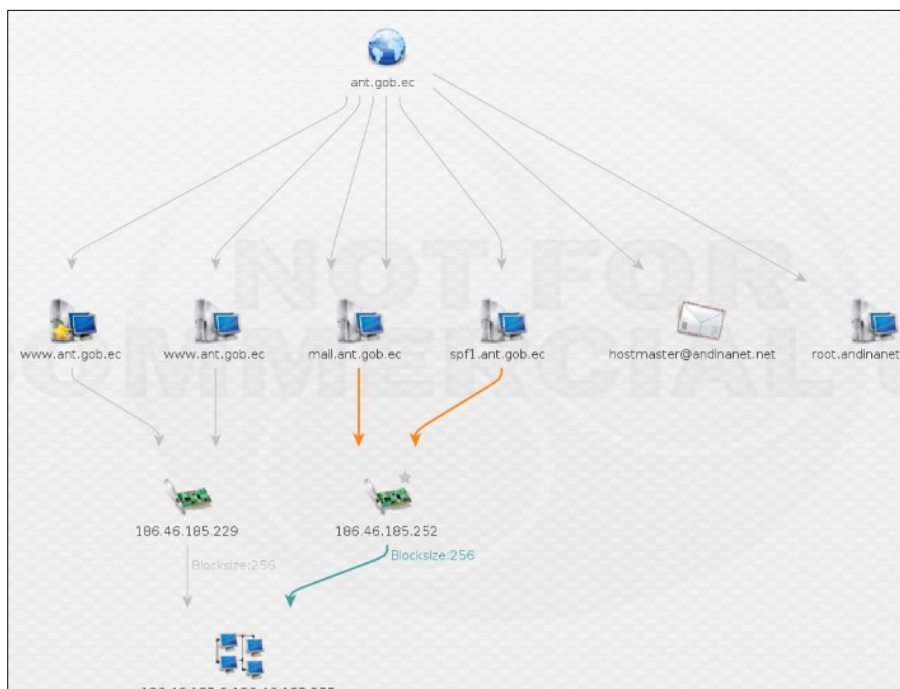 ant.gob.ec
NOT FOR
COMMERCIAL
www.ant.gob.ec
www.ant.gob.ec
mail.ant.gob.ec
spf1.ant.gob.ec
hostmaster@andinanet.net
root.andinanet
186.46.185.229
186.46.185.252
Blocksize:256
Blocksize:256